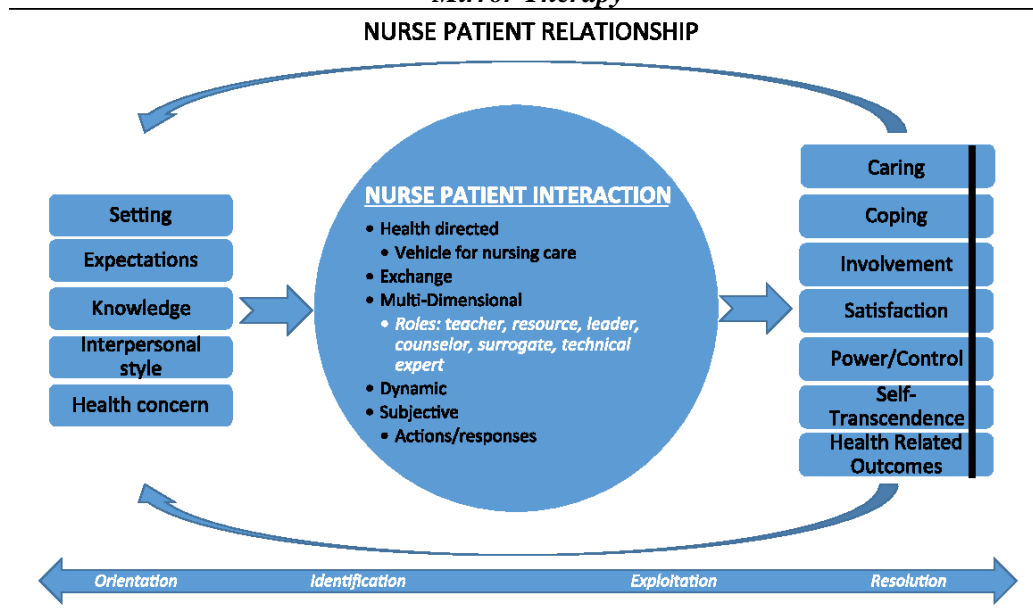 Mirror Therapy
NURSE PATIENT RELATIONSHIP
Setting
Expectations
Knowledge
Interpersonal
style
Health concern
NURSE PATIENT INTERACTION
• Health directed
• Vehicle for nursing care
• Exchange
• Multi-Dimensional
• Roles: teacher, resource, leader,
counselor, surrogate, technical
expert
• Dynamic
• Subjective
• Actions/responses
Caring
Coping
Involvement
Satisfaction
Power/Control
Self-
Transcendence
Health Related
Outcomes
Orientation Identification Exploitation Resolution